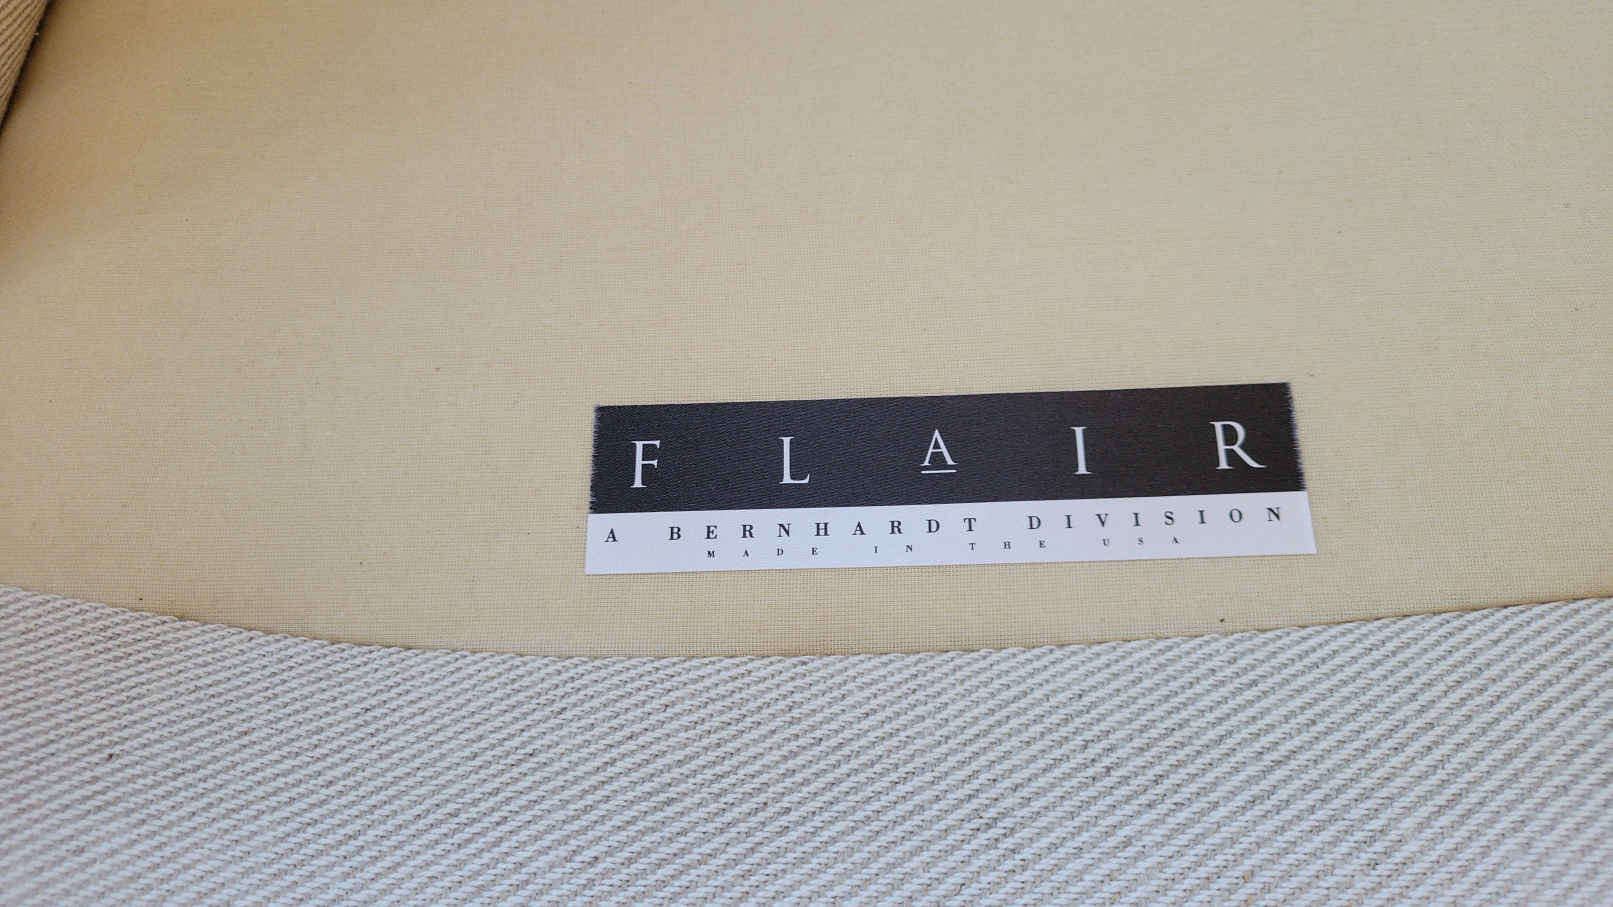 FLAIR
A BERNHARDT DIVISION
MADE IN THE USA